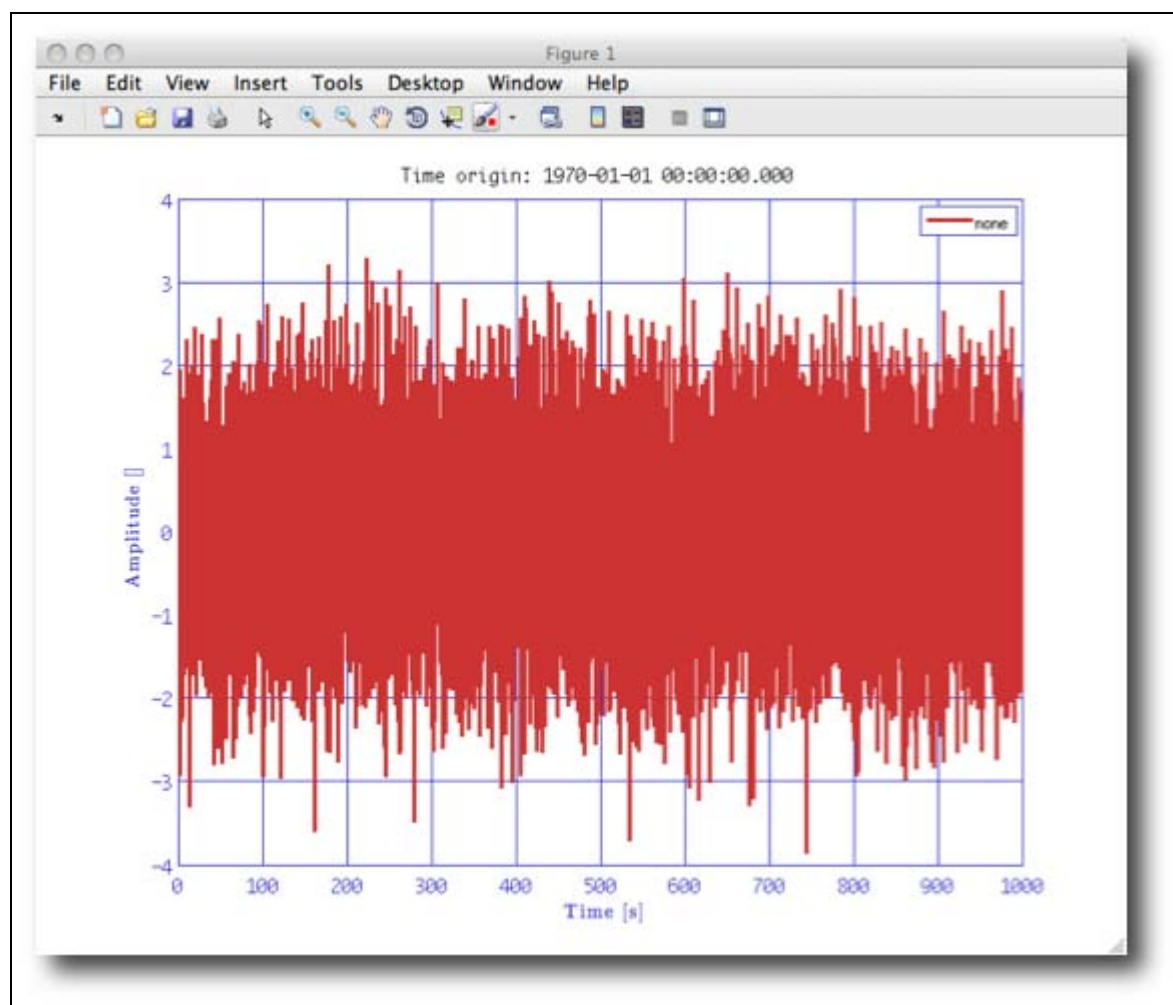 Figure 1
File Edit View Insert Tools Desktop Window Help
Time origin: 1970-01-01 00:00:00.000
none
4
3
2
1
0
-1
-2
-3
-4
Amplitude []
0 100 200 300 400 500 600 700 800 900 1000
Time [s]